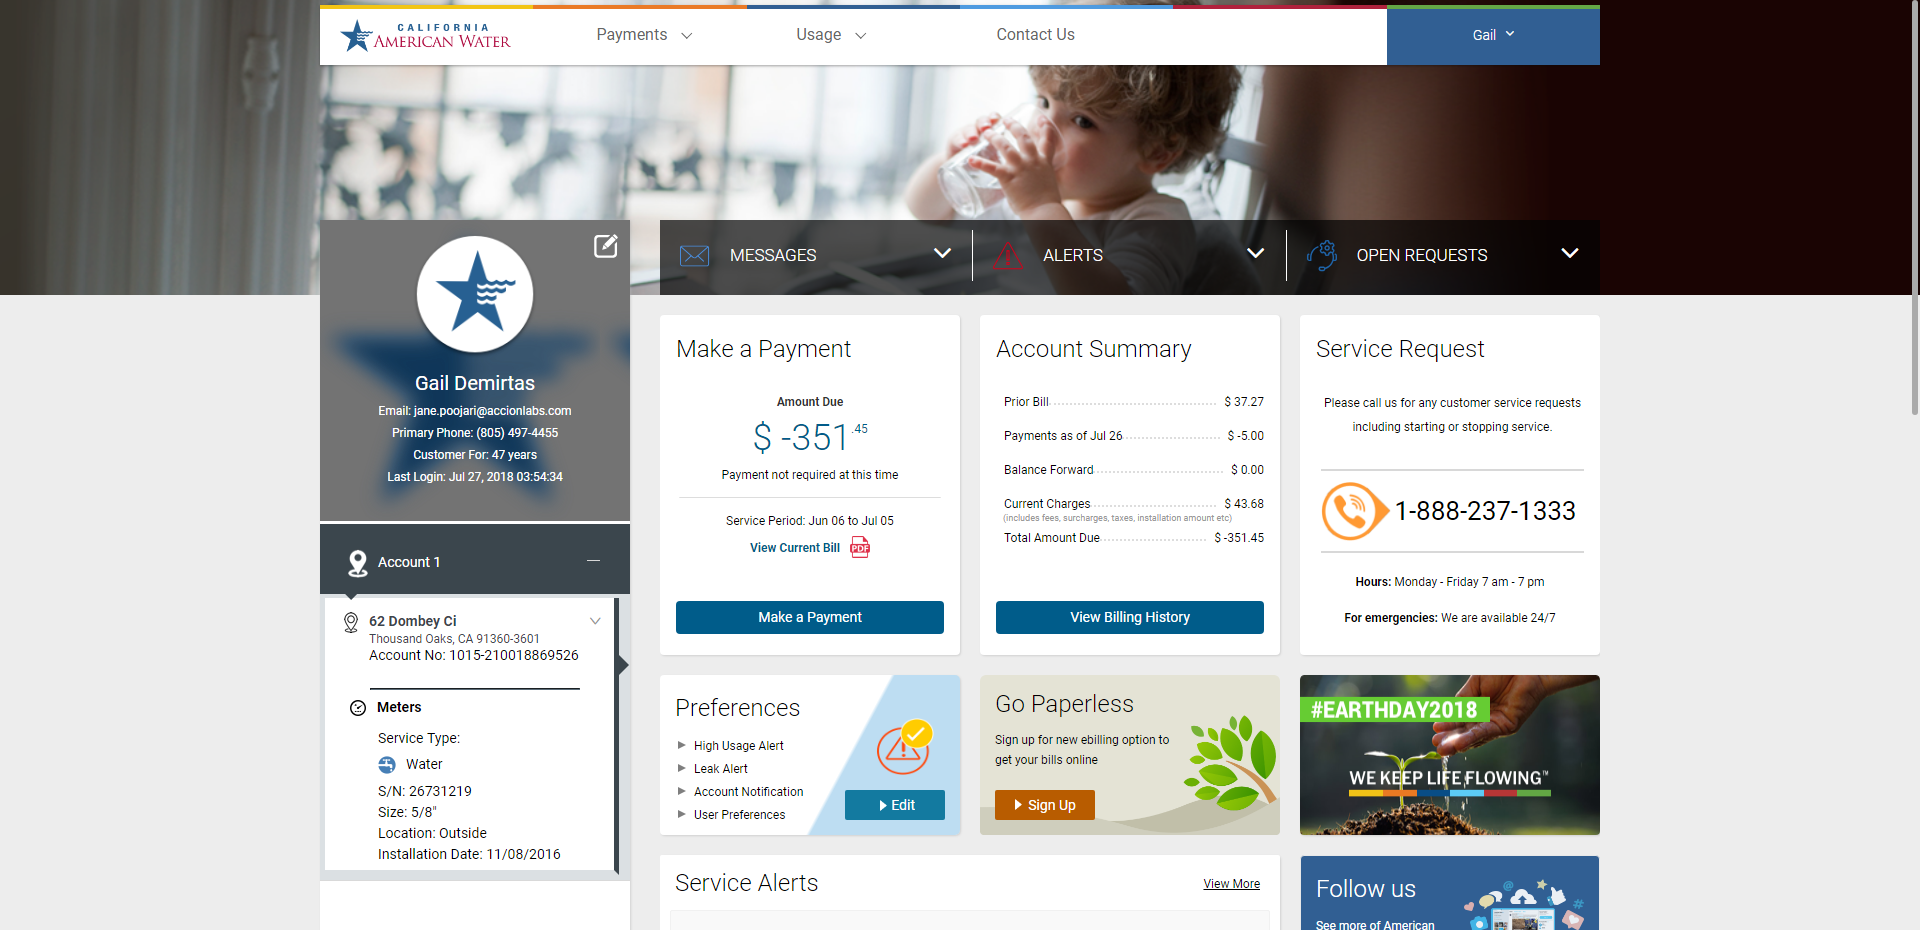 CALIFORNIA
AMERICAN WATER
Payments
Usage
Contact Us
Gail
MESSAGES
ALERTS
OPEN REQUESTS
Gail Demirtas
Email: jane.poojari@accionlabs.com
Primary Phone: (805) 497-4455
Customer For: 47 years
Last Login: Jul 27, 2018 03:54:34
Account 1
62 Dombey Ci
Thousand Oaks, CA 91360-3601
Account No: 1015-210018869526
Meters
Service Type:
Water
S/N: 26731219
Size: 5/8"
Location: Outside
Installation Date: 11/08/2016
Make a Payment
Amount Due
$ -351.45
Payment not required at this time
Service Period: Jun 06 to Jul 05
View Current Bill PDF
Make a Payment
Account Summary
Prior Bill $ 37.27
Payments as of Jul 26 $ -5.00
Balance Forward $ 0.00
Current Charges $ 43.68
(includes fees, surcharges, taxes, installation amount etc)
Total Amount Due $ -351.45
View Billing History
Service Request
Please call us for any customer service requests
including starting or stopping service.
1-888-237-1333
Hours: Monday - Friday 7 am - 7 pm
For emergencies: We are available 24/7
Preferences
High Usage Alert
Leak Alert
Account Notification
User Preferences
Edit
Go Paperless
Sign up for new ebilling option to
get your bills online
Sign Up
#EARTHDAY2018
WE KEEP LIFE FLOWING™
Service Alerts
View More
Follow us
See more of American